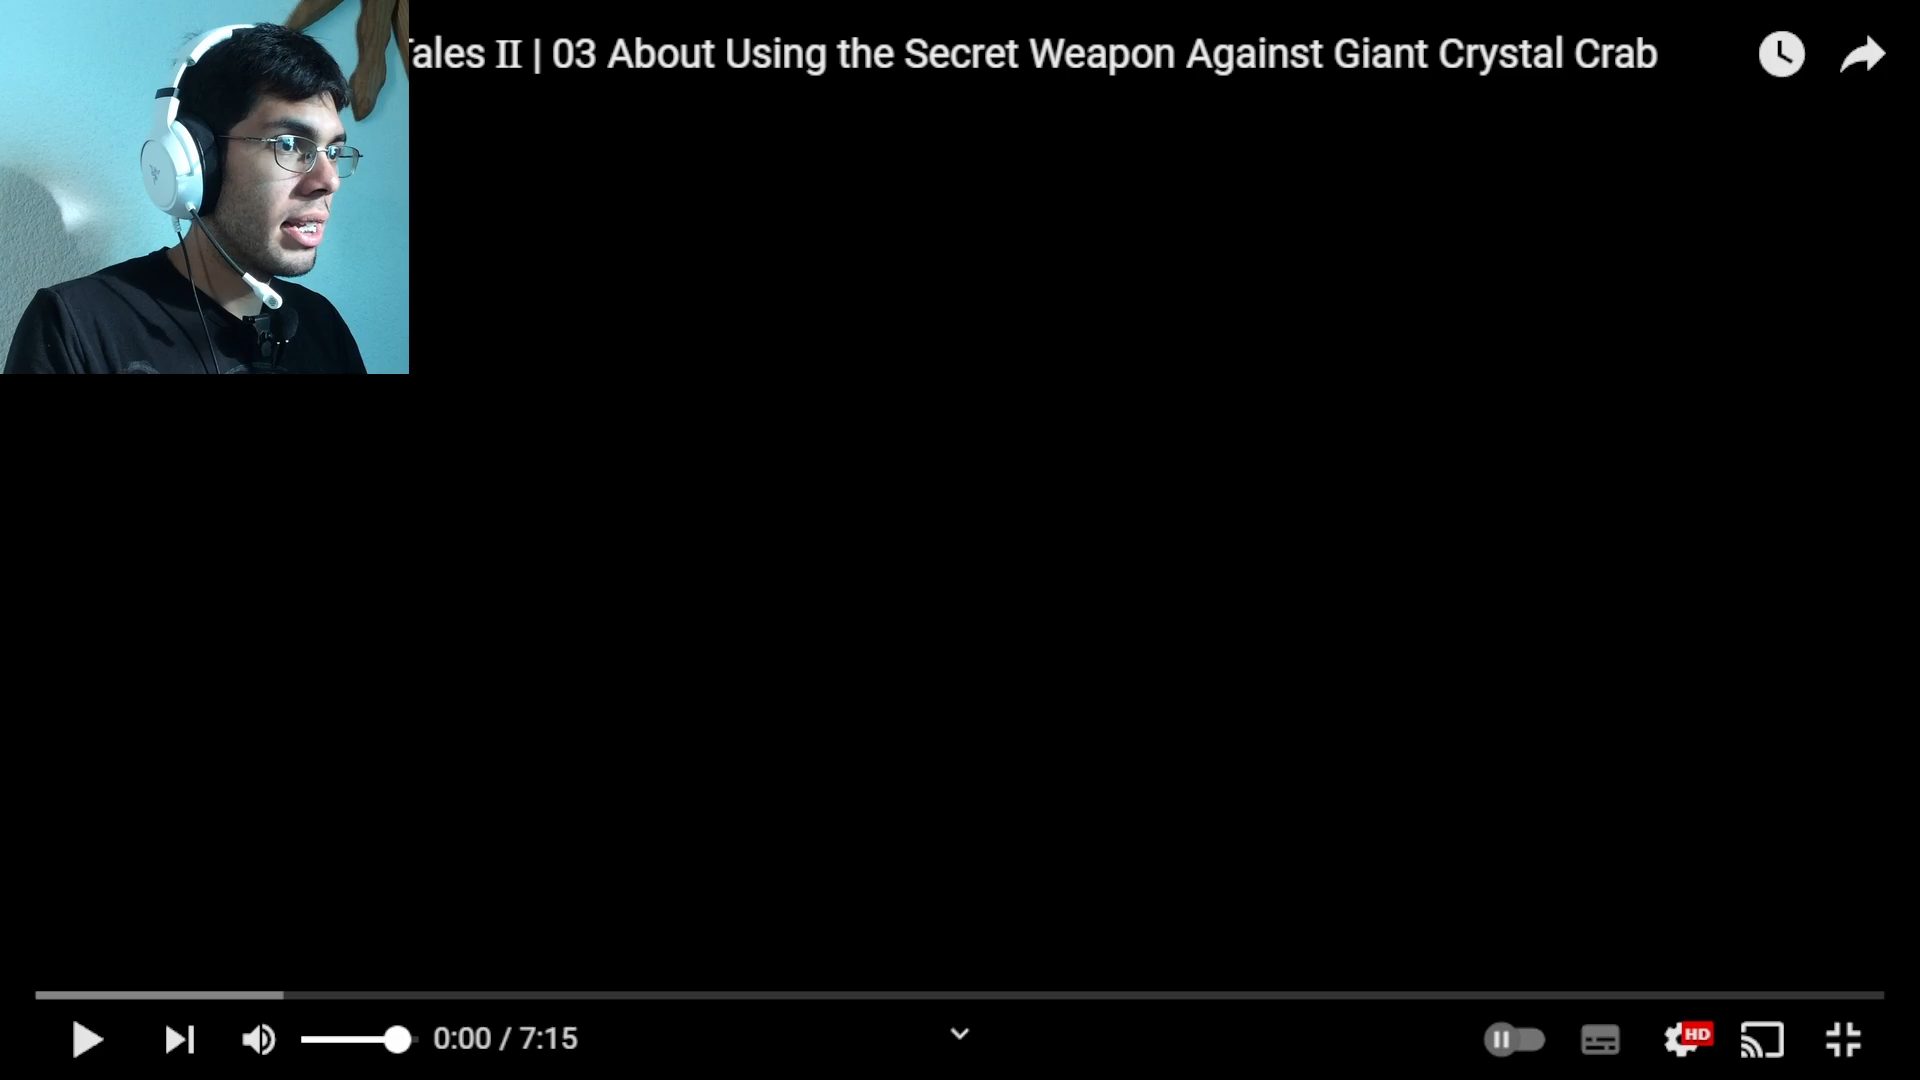 ales II | 03 About Using the Secret Weapon Against Giant Crystal Crab
0:00 / 7:15
HD